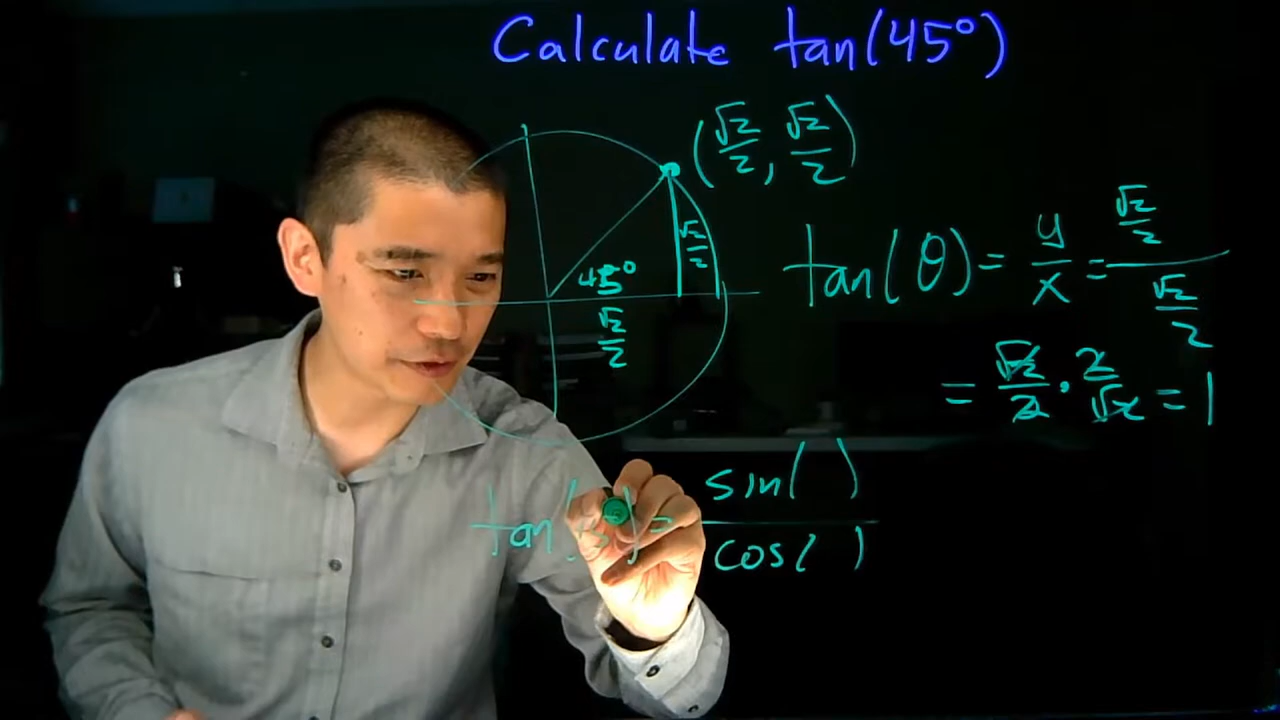 Calculate tan(45°)
(√2/2, √2/2)
√2/2
45°
√2/2
tan(θ) = y/x = (√2/2)/(√2/2)
= √2/2 · 2/√2 = 1
tan( ) = sin( )/cos( )